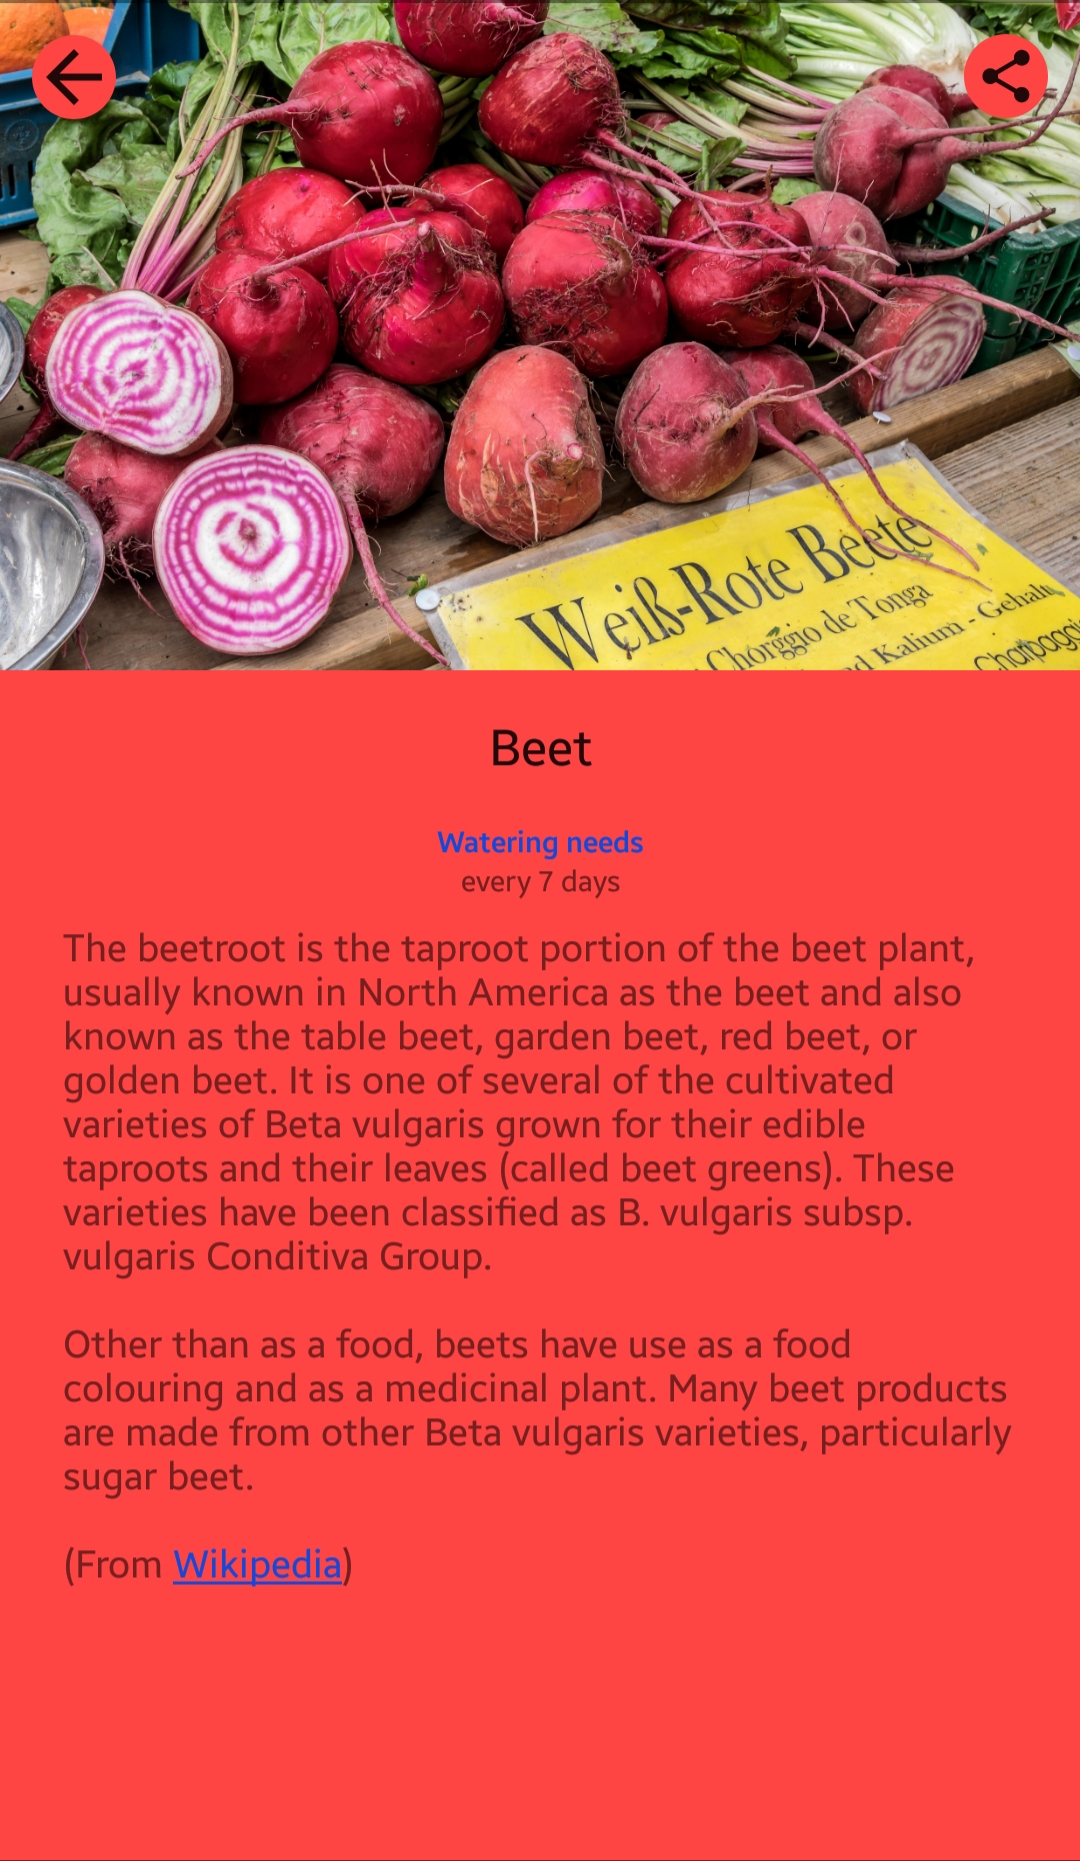 Weiß-Rote Beete
Chorggio de Tonga
Kalium - Gehalt
Beet
Watering needs
every 7 days
The beetroot is the taproot portion of the beet plant,
usually known in North America as the beet and also
known as the table beet, garden beet, red beet, or
golden beet. It is one of several of the cultivated
varieties of Beta vulgaris grown for their edible
taproots and their leaves (called beet greens). These
varieties have been classified as B. vulgaris subsp.
vulgaris Conditiva Group.
Other than as a food, beets have use as a food
colouring and as a medicinal plant. Many beet products
are made from other Beta vulgaris varieties, particularly
sugar beet.
(From Wikipedia)